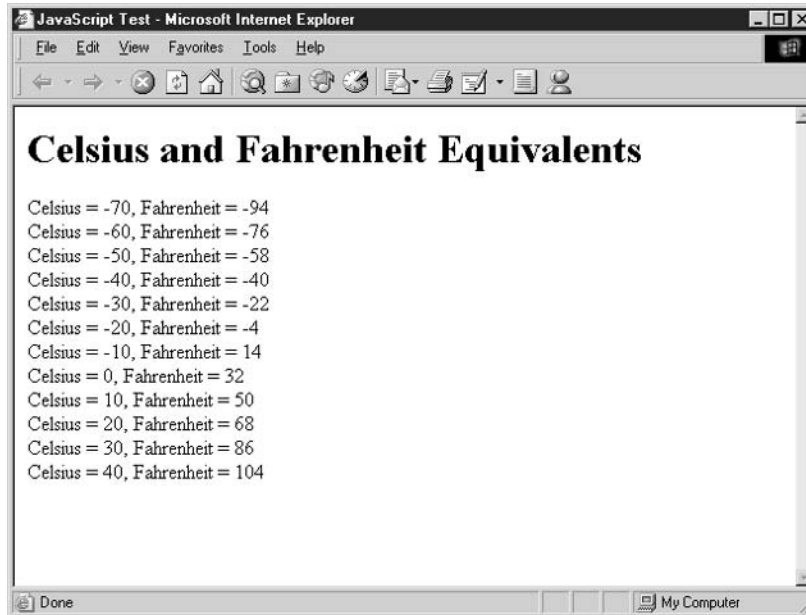 JavaScript Test - Microsoft Internet Explorer
File Edit View Favorites Tools Help
Celsius and Fahrenheit Equivalents
Celsius = -70, Fahrenheit = -94
Celsius = -60, Fahrenheit = -76
Celsius = -50, Fahrenheit = -58
Celsius = -40, Fahrenheit = -40
Celsius = -30, Fahrenheit = -22
Celsius = -20, Fahrenheit = -4
Celsius = -10, Fahrenheit = 14
Celsius = 0, Fahrenheit = 32
Celsius = 10, Fahrenheit = 50
Celsius = 20, Fahrenheit = 68
Celsius = 30, Fahrenheit = 86
Celsius = 40, Fahrenheit = 104
Done My Computer